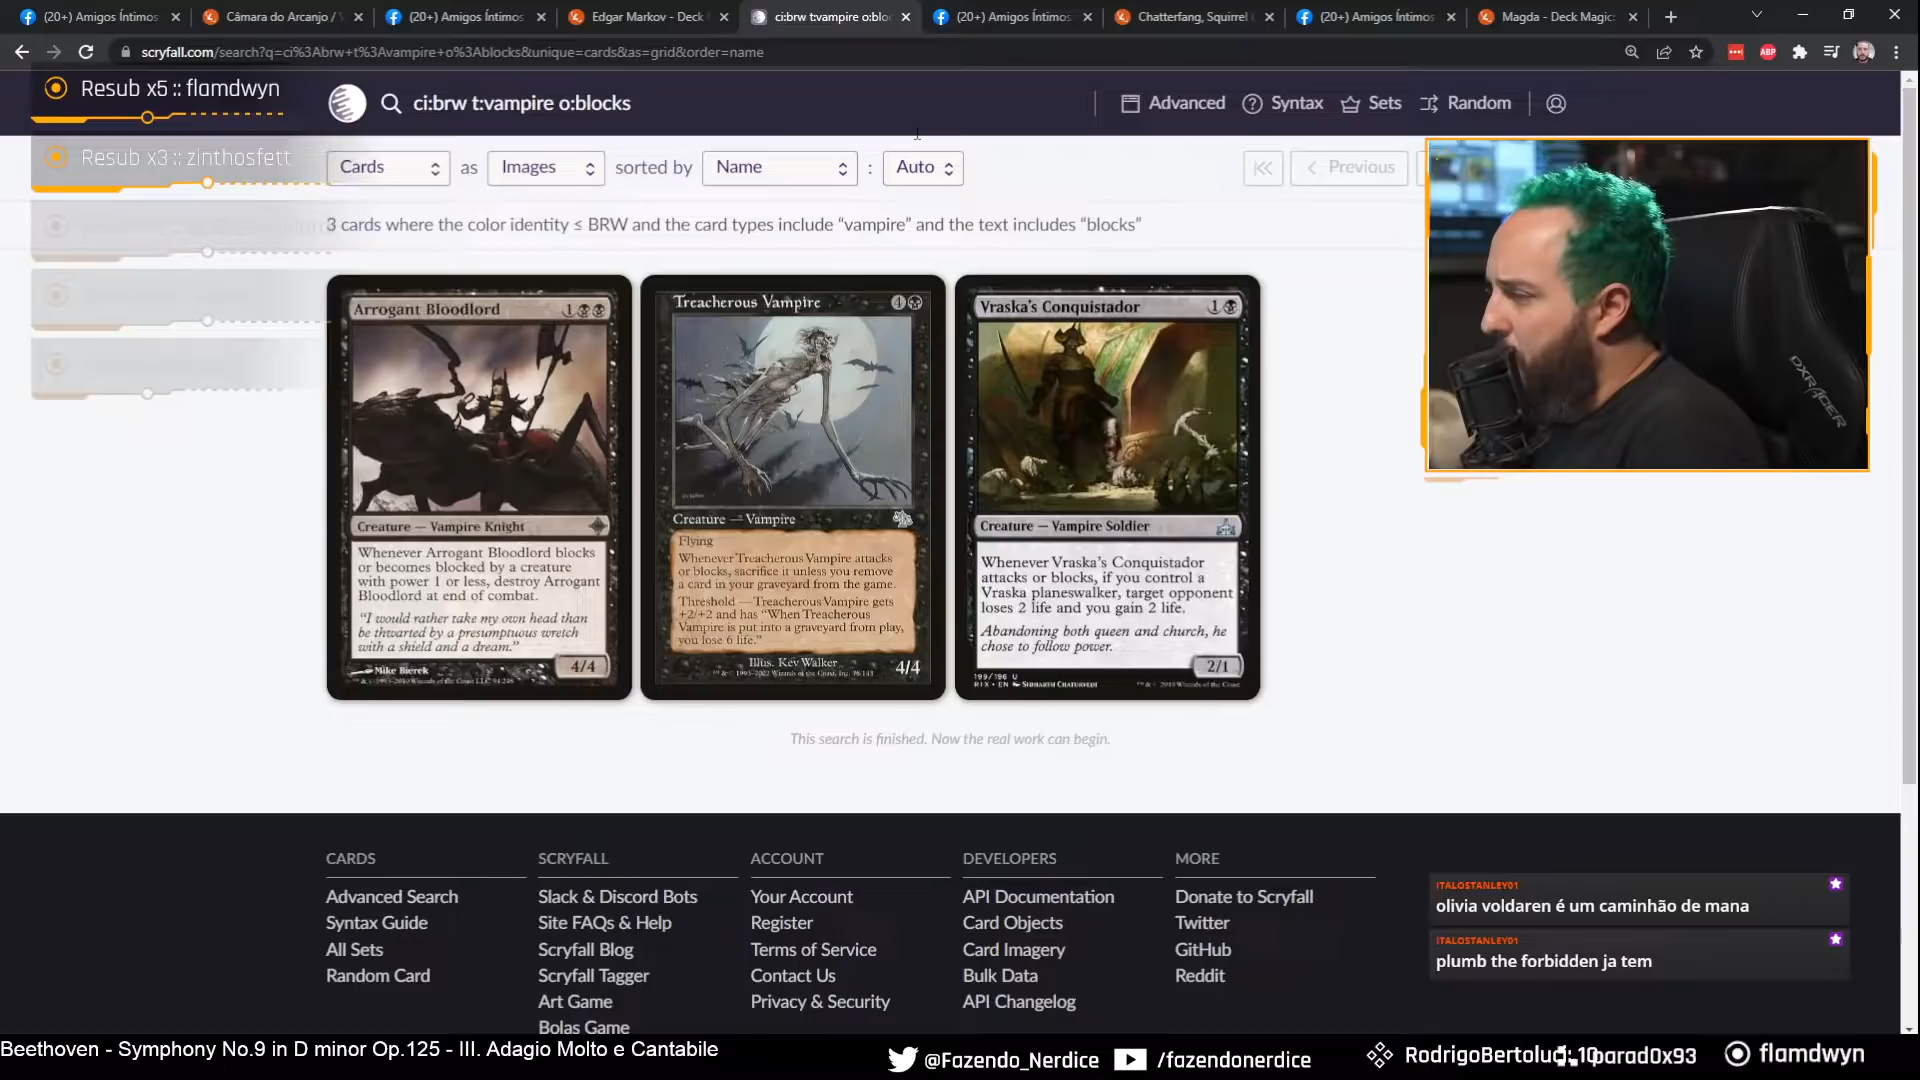 (20+) Amigos Íntimos
Câmara do Arcanjo /
(20+) Amigos Íntimos
Edgar Markov - Deck
ci:brw t:vampire o:bloc
(20+) Amigos Íntimos
Chatterfang, Squirrel
(20+) Amigos Íntimos
Magda - Deck Magic:
scryfall.com/search?q=ci%3Abrw+t%3Avampire+o%3Ablocks&unique=cards&as=grid&order=name
ABP
Resub x5 :: flamdwyn
Resub x3 :: zinthosfett
ci:brw t:vampire o:blocks
Advanced
Syntax
Sets
Random
Cards as Images sorted by Name : Auto
Previous
3 cards where the color identity ≤ BRW and the card types include “vampire” and the text includes “blocks”
Arrogant Bloodlord 1
Creature — Vampire Knight
Whenever Arrogant Bloodlord blocks
or becomes blocked by a creature
with power 1 or less, destroy Arrogant
Bloodlord at end of combat.
“I would rather take my own head than
be thwarted by a presumptuous wretch
with a shield and a dream.”
Mike Bierek
4/4
Treacherous Vampire 4
Creature — Vampire
Flying
Whenever Treacherous Vampire attacks
or blocks, sacrifice it unless you remove
a card in your graveyard from the game.
Threshold — Treacherous Vampire gets
+2/+2 and has “When Treacherous
Vampire is put into a graveyard from play,
you lose 6 life.”
Illus. Kev Walker
4/4
Vraska's Conquistador 1
Creature — Vampire Soldier
Whenever Vraska's Conquistador
attacks or blocks, if you control a
Vraska planeswalker, target opponent
loses 2 life and you gain 2 life.
Abandoning both queen and church, he
chose to follow power.
2/1
199/196 U
RIX • EN Sidharth Chaturvedi
DXRACER
This search is finished. Now the real work can begin.
CARDS
Advanced Search
Syntax Guide
All Sets
Random Card
SCRYFALL
Slack & Discord Bots
Site FAQs & Help
Scryfall Blog
Scryfall Tagger
Art Game
Bolas Game
ACCOUNT
Your Account
Register
Terms of Service
Contact Us
Privacy & Security
DEVELOPERS
API Documentation
Card Objects
Card Imagery
Bulk Data
API Changelog
MORE
Donate to Scryfall
Twitter
GitHub
Reddit
ITALOSTANLEY01
olivia voldaren é um caminhão de mana
ITALOSTANLEY01
plumb the forbidden ja tem
Beethoven - Symphony No.9 in D minor Op.125 - III. Adagio Molto e Cantabile
@Fazendo_Nerdice
/fazendonerdice
parad0x93
flamdwyn